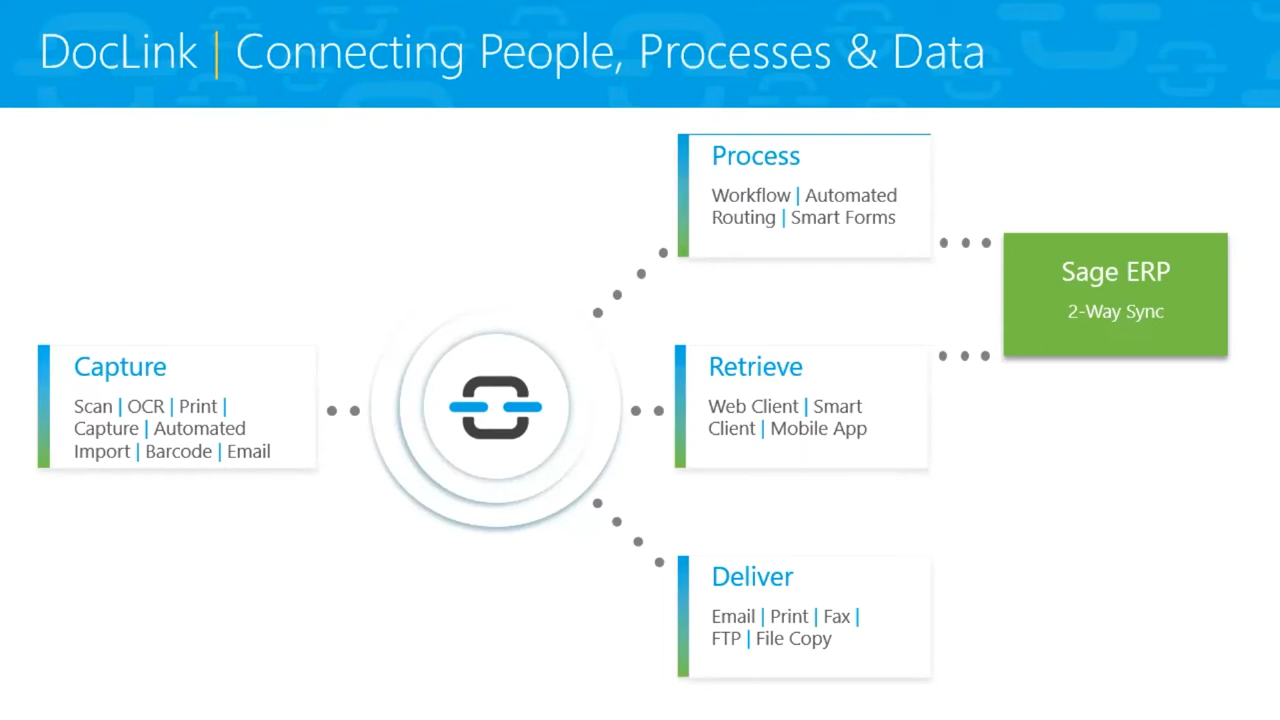 DocLink | Connecting People, Processes & Data
Process
Workflow | Automated
Routing | Smart Forms
Sage ERP
2-Way Sync
Capture
Scan | OCR | Print |
Capture | Automated
Import | Barcode | Email
Retrieve
Web Client | Smart
Client | Mobile App
Deliver
Email | Print | Fax |
FTP | File Copy